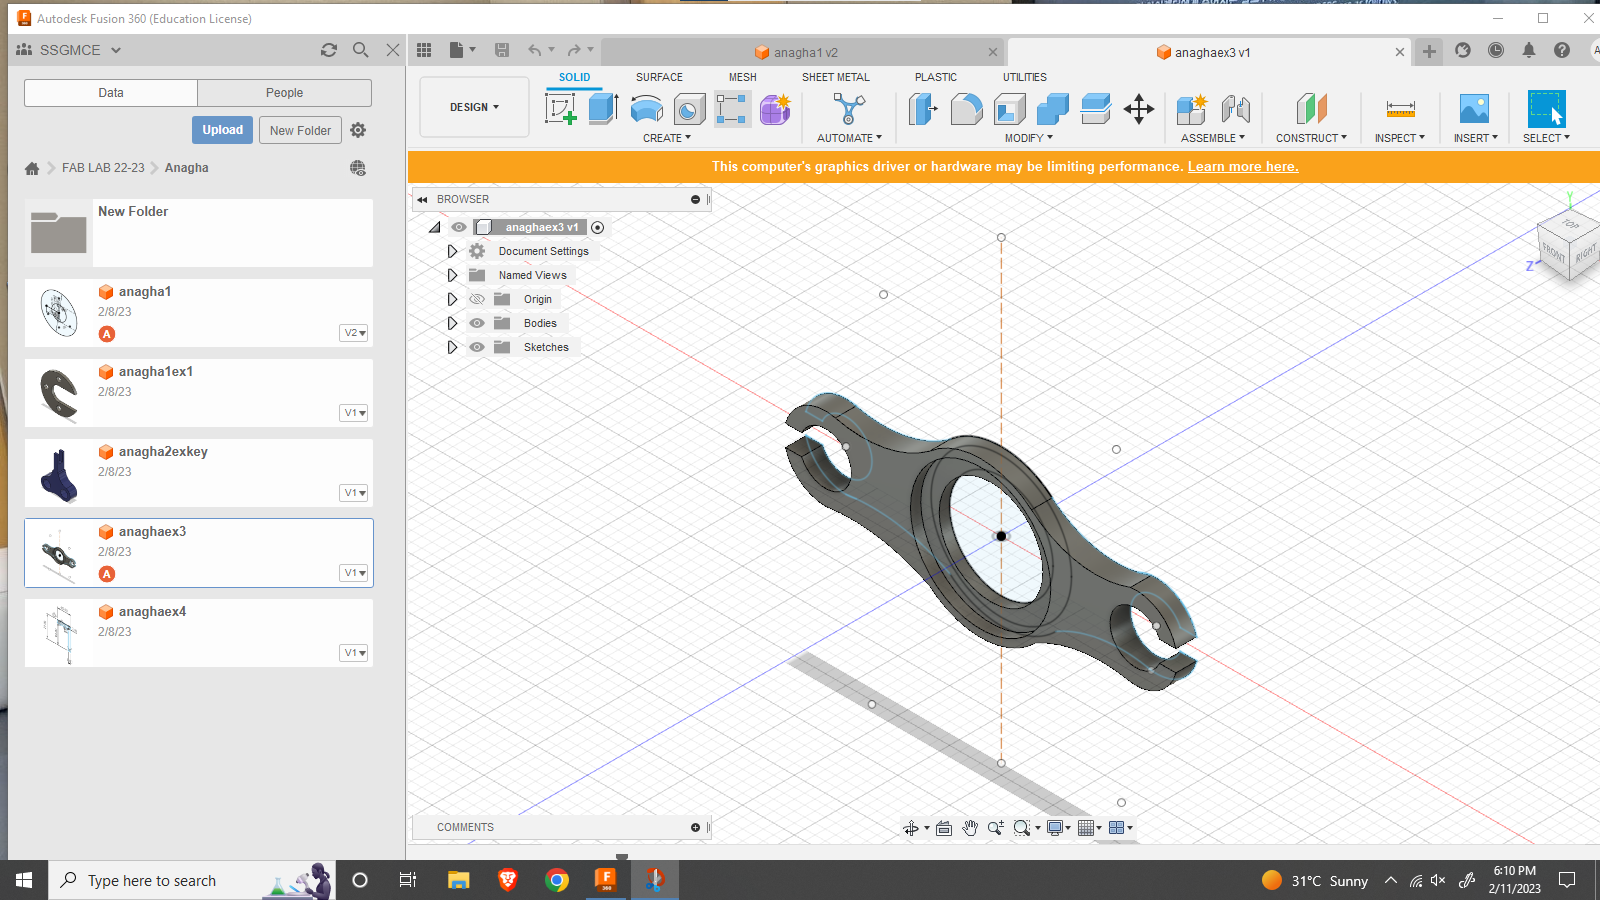 Autodesk Fusion 360 (Education License)
SSGMCE
anagha1 v2
anaghaex3 v1
Data
People
Upload
New Folder
FAB LAB 22-23
Anagha
New Folder
anagha1
2/8/23
A
V2
anagha1ex1
2/8/23
V1
anagha2exkey
2/8/23
V1
anaghaex3
2/8/23
A
V1
anaghaex4
2/8/23
V1
DESIGN
SOLID
SURFACE
MESH
SHEET METAL
PLASTIC
UTILITIES
CREATE
AUTOMATE
MODIFY
ASSEMBLE
CONSTRUCT
INSPECT
INSERT
SELECT
This computer's graphics driver or hardware may be limiting performance. Learn more here.
BROWSER
anaghaex3 v1
Document Settings
Named Views
Origin
Bodies
Sketches
Y
TOP
FRONT
RIGHT
Z
COMMENTS
Type here to search
F
360
31°C Sunny
6:10 PM
2/11/2023